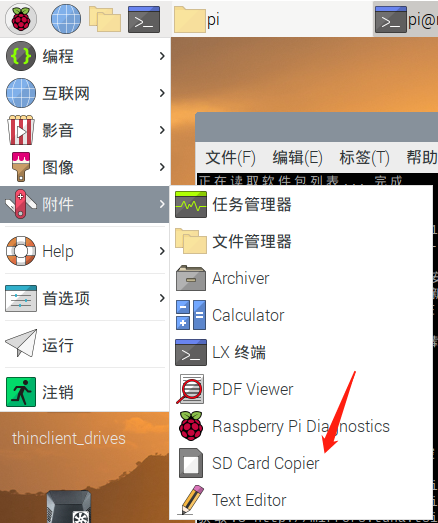 pi
pi@
编程
互联网
影音
图像
附件
Help
首选项
运行
注销
thinclient_drives
文件(F) 编辑(E) 标签(T) 帮助
正在读取软件包列表... 完成
任务管理器
文件管理器
Archiver
Calculator
LX 终端
PDF Viewer
Raspberry Pi Diagnostics
SD Card Copier
Text Editor